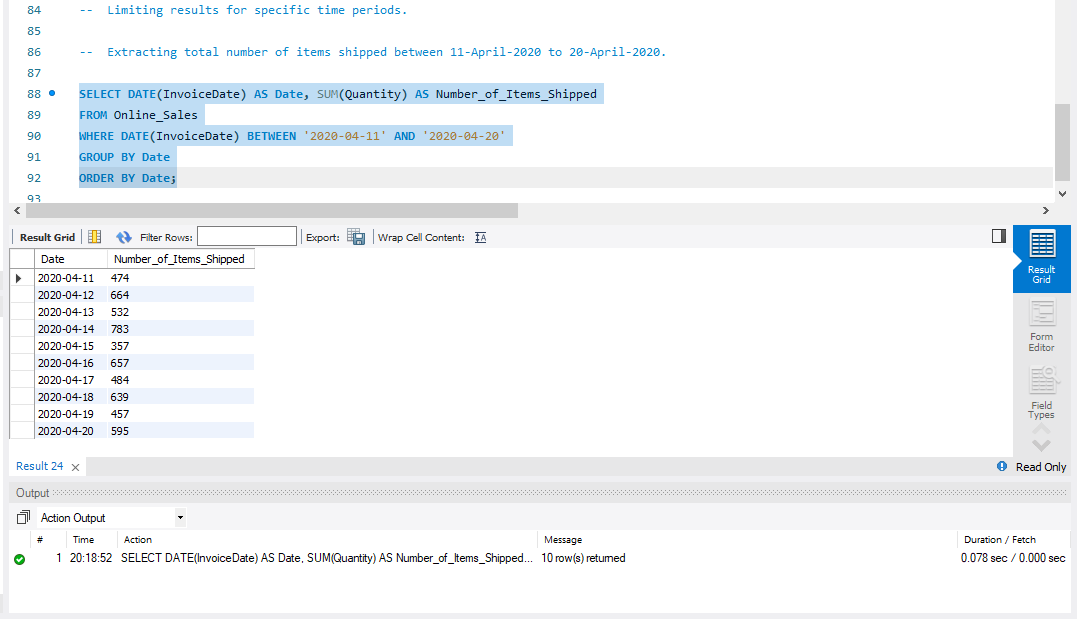 84 -- Limiting results for specific time periods.
85
86 -- Extracting total number of items shipped between 11-April-2020 to 20-April-2020.
87
88 SELECT DATE(InvoiceDate) AS Date, SUM(Quantity) AS Number_of_Items_Shipped
89 FROM Online_Sales
90 WHERE DATE(InvoiceDate) BETWEEN '2020-04-11' AND '2020-04-20'
91 GROUP BY Date
92 ORDER BY Date;
93
Result Grid Filter Rows: Export: Wrap Cell Content: IA
Date Number_of_Items_Shipped
2020-04-11 474
2020-04-12 664
2020-04-13 532
2020-04-14 783
2020-04-15 357
2020-04-16 657
2020-04-17 484
2020-04-18 639
2020-04-19 457
2020-04-20 595
Result
Grid
Form
Editor
Field
Types
Result 24 Read Only
Output
Action Output
# Time Action Message Duration / Fetch
1 20:18:52 SELECT DATE(InvoiceDate) AS Date, SUM(Quantity) AS Number_of_Items_Shipped... 10 row(s) returned 0.078 sec / 0.000 sec